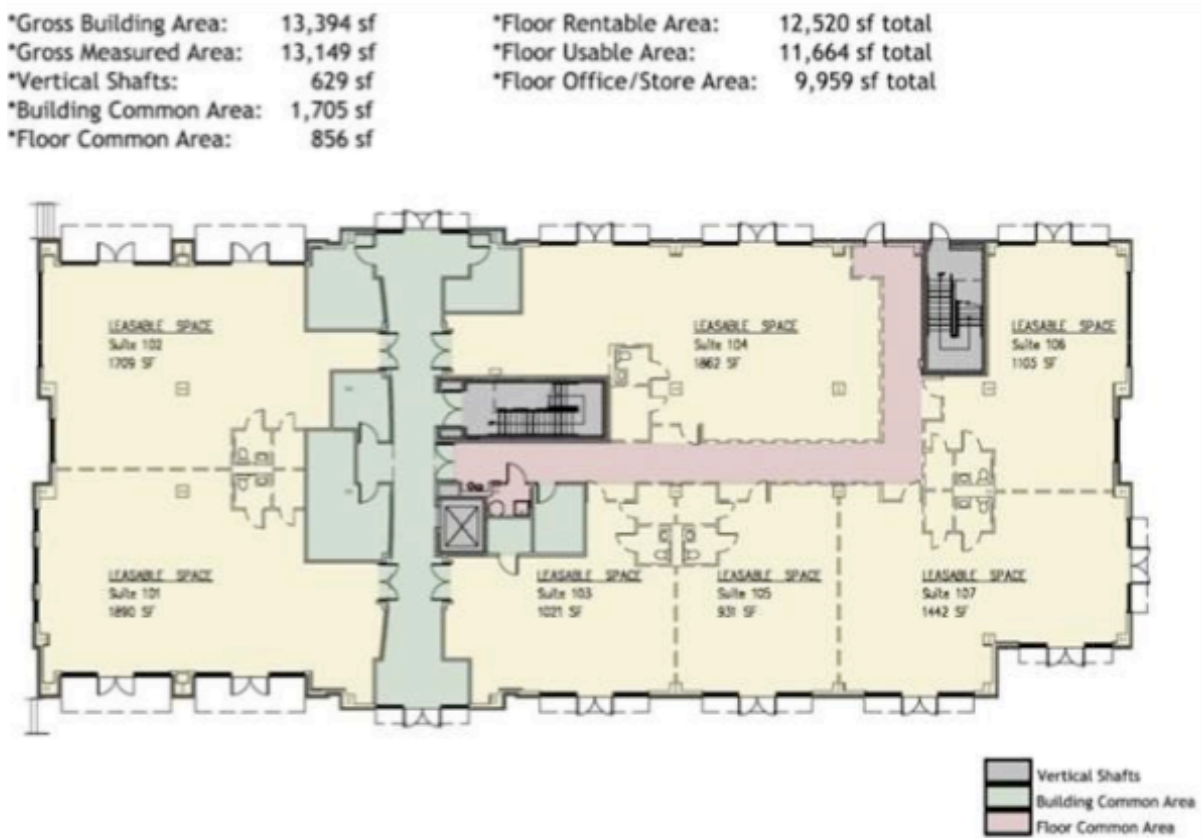 *Gross Building Area: 13,394 sf
*Gross Measured Area: 13,149 sf
*Vertical Shafts: 629 sf
*Building Common Area: 1,705 sf
*Floor Common Area: 856 sf
*Floor Rentable Area: 12,520 sf total
*Floor Usable Area: 11,664 sf total
*Floor Office/Store Area: 9,959 sf total
LEASABLE SPACE
Suite 102
1709 SF
LEASABLE SPACE
Suite 104
1862 SF
LEASABLE SPACE
Suite 106
1105 SF
LEASABLE SPACE
Suite 101
1890 SF
LEASABLE SPACE
Suite 103
1021 SF
LEASABLE SPACE
Suite 105
931 SF
LEASABLE SPACE
Suite 107
1442 SF
Vertical Shafts
Building Common Area
Floor Common Area